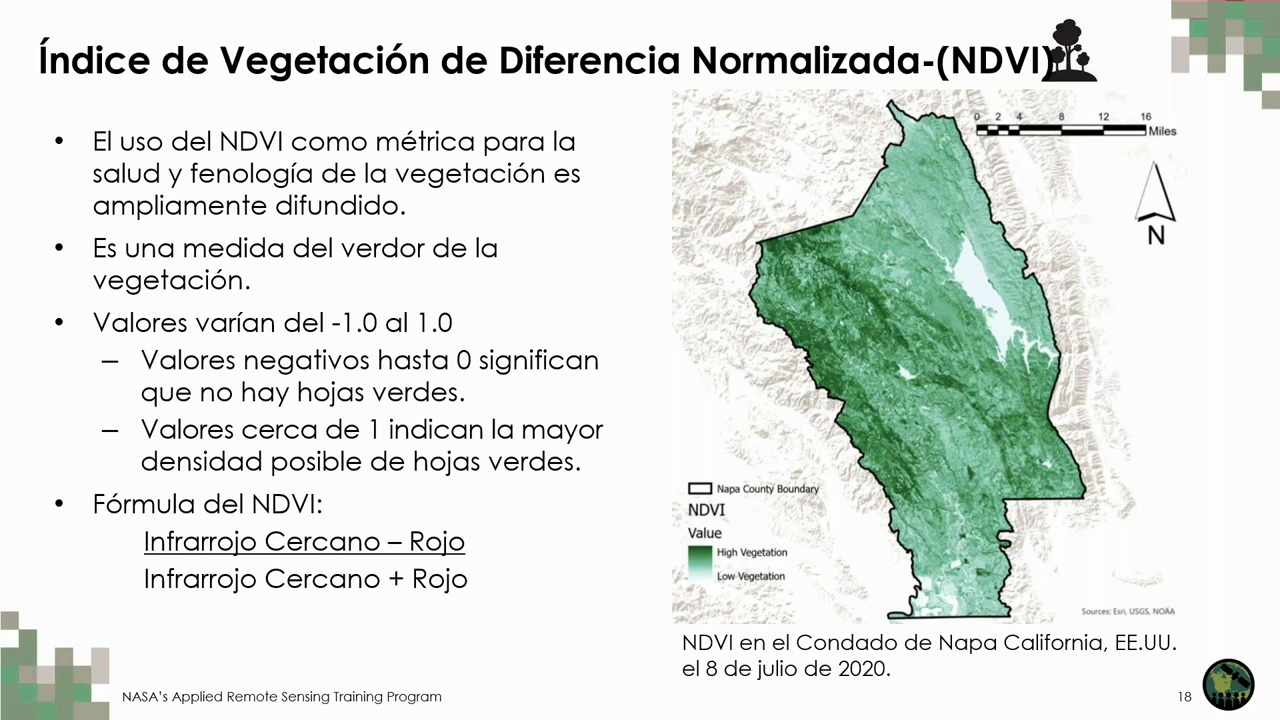 Índice de Vegetación de Diferencia Normalizada-(NDVI)
• El uso del NDVI como métrica para la
salud y fenología de la vegetación es
ampliamente difundido.
• Es una medida del verdor de la
vegetación.
• Valores varían del -1.0 al 1.0
– Valores negativos hasta 0 significan
que no hay hojas verdes.
– Valores cerca de 1 indican la mayor
densidad posible de hojas verdes.
• Fórmula del NDVI:
Infrarrojo Cercano – Rojo
Infrarrojo Cercano + Rojo
0 2 4 8 12 16
Miles
N
Napa County Boundary
NDVI
Value
High Vegetation
Low Vegetation
Sources: Esri, USGS, NOAA
NDVI en el Condado de Napa California, EE.UU.
el 8 de julio de 2020.
NASA's Applied Remote Sensing Training Program
18